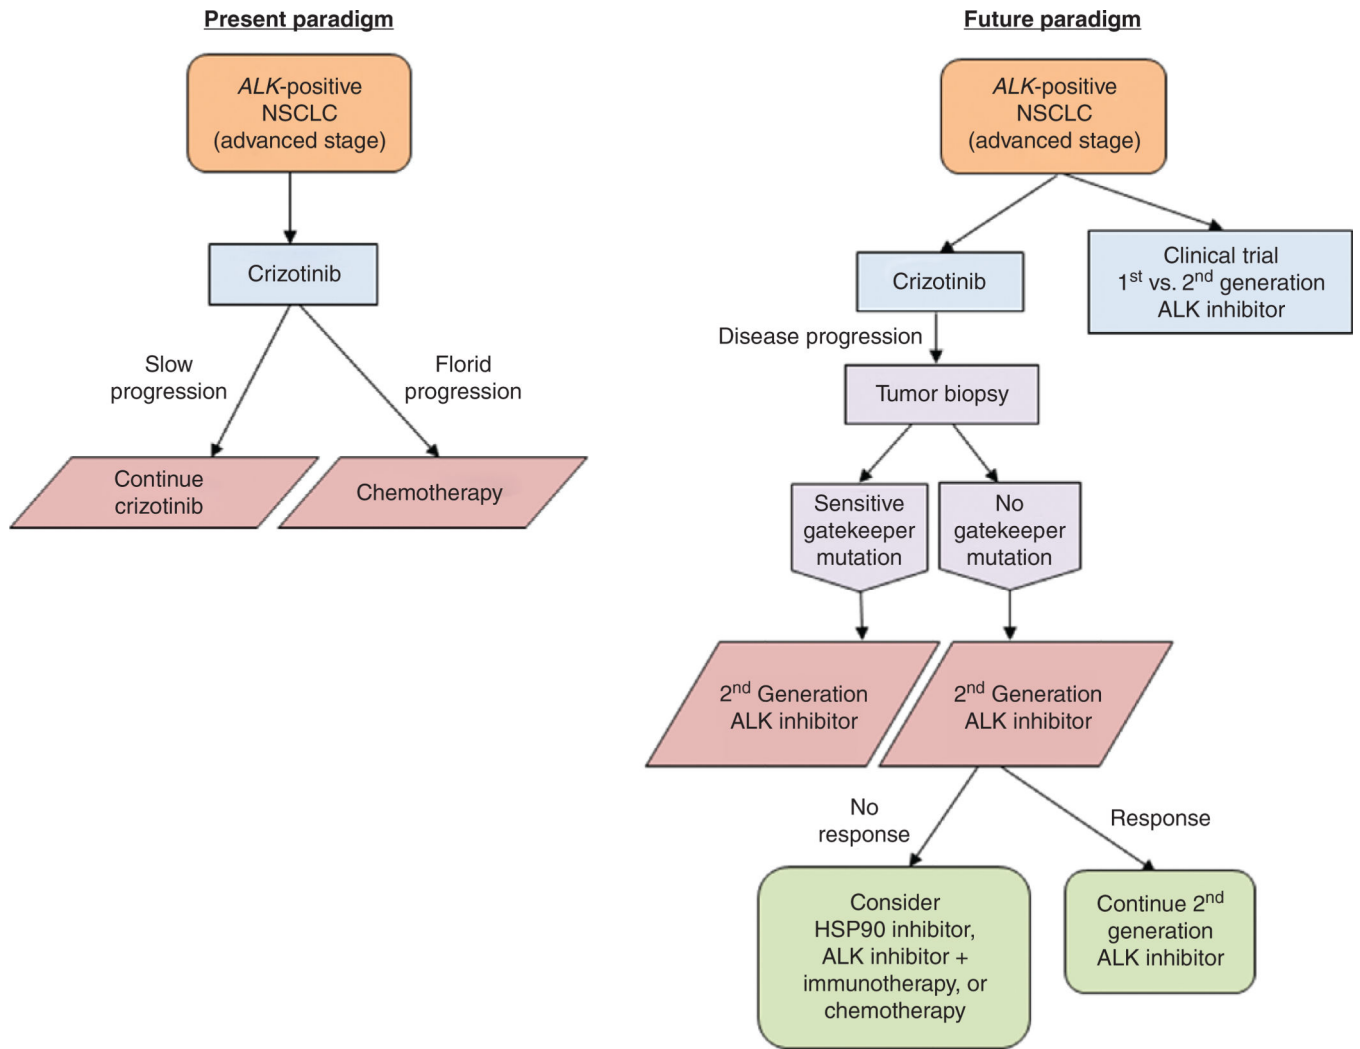 Present paradigm
ALK-positive
NSCLC
(advanced stage)
Crizotinib
Slow
progression
Florid
progression
Continue
crizotinib
Chemotherapy
Future paradigm
ALK-positive
NSCLC
(advanced stage)
Crizotinib
Clinical trial
1st vs. 2nd generation
ALK inhibitor
Disease progression
Tumor biopsy
Sensitive
gatekeeper
mutation
No
gatekeeper
mutation
2nd Generation
ALK inhibitor
2nd Generation
ALK inhibitor
No
response
Response
Consider
HSP90 inhibitor,
ALK inhibitor +
immunotherapy, or
chemotherapy
Continue 2nd
generation
ALK inhibitor